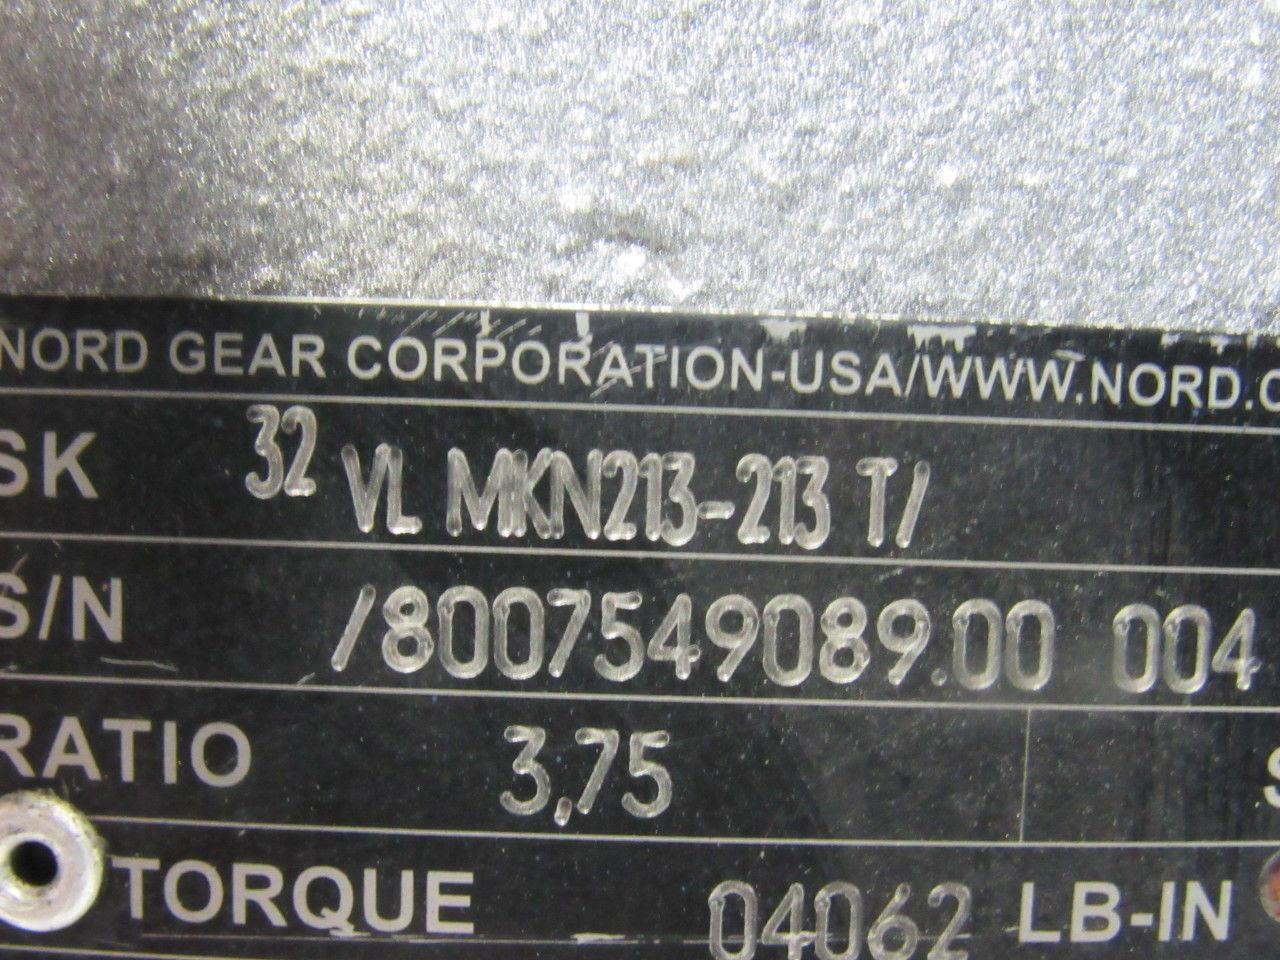 NORD GEAR CORPORATION-USA/WWW.NORD.C
SK 32 VL MKN213-213 T/
S/N /8007549089.00 004
RATIO 3,75
TORQUE 04062 LB-IN